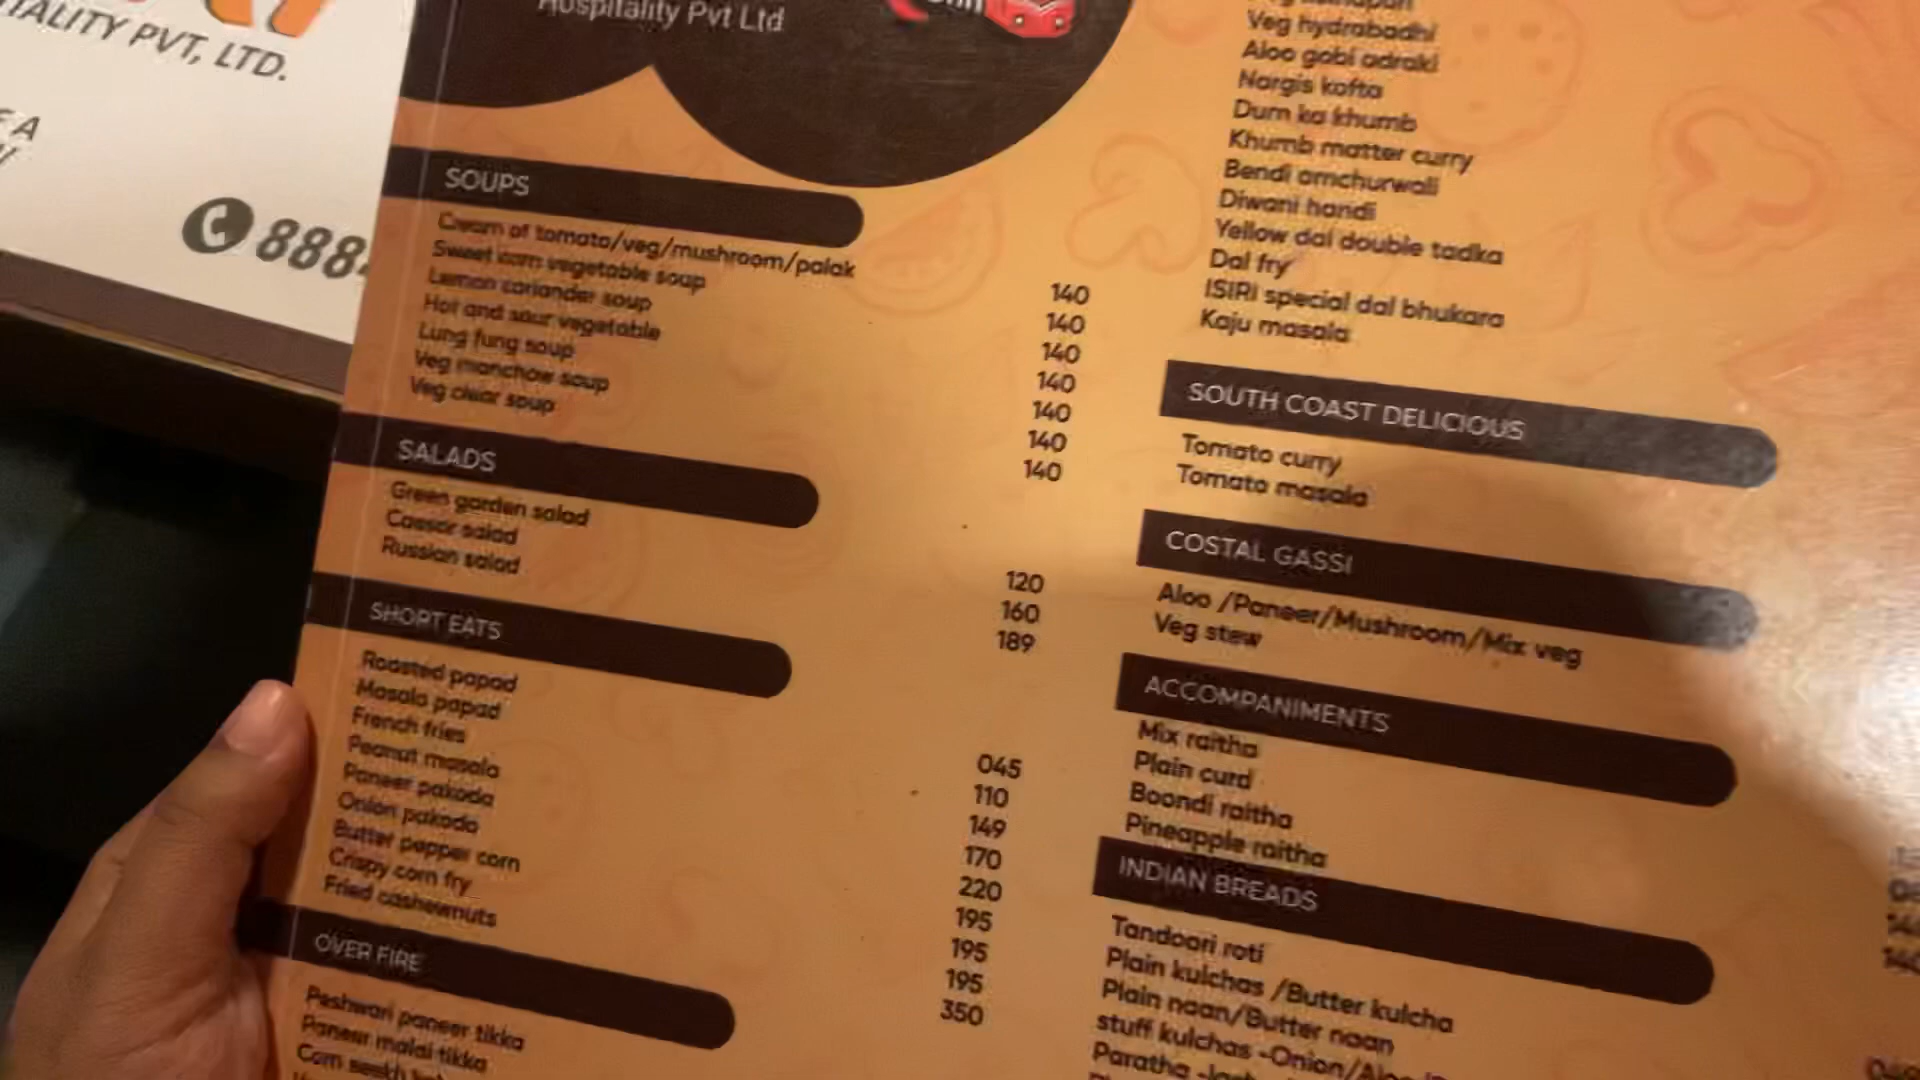 TALITY PVT, LTD.
888
Hospitality Pvt Ltd
SOUPS
Cream of tomato/veg/mushroom/palak 140
Sweet corn vegetable soup 140
Lemon coriander soup 140
Hot and sour vegetable 140
Lung fung soup 140
Veg manchow soup 140
Veg clear soup 140
SALADS
Green garden salad 120
Caesar salad 160
Russian salad 189
SHORT EATS
Roasted papad 045
Masala papad 110
French fries 149
Peanut masala 170
Paneer pakoda 220
Onion pakoda 195
Butter pepper corn 195
Crispy corn fry 195
Fried cashewnuts 350
OVER FIRE
Peshwari paneer tikka
Paneer malai tikka
Corn seekh
Veg hydrabadhi
Aloo gobi adraki
Nargis kofta
Dum ka khumb
Khumb matter curry
Bendi amchurwali
Diwani handi
Yellow dal double tadka
Dal fry
ISIRI special dal bhukara
Kaju masala
SOUTH COAST DELICIOUS
Tomato curry
Tomato masala
COSTAL GASSI
Aloo /Paneer/Mushroom/Mix veg
Veg stew
ACCOMPANIMENTS
Mix raitha
Plain curd
Boondi raitha
Pineapple raitha
INDIAN BREADS
Tandoori roti
Plain kulchas /Butter kulcha
Plain naan/Butter naan
stuff kulchas -Onion/Aloo
Paratha